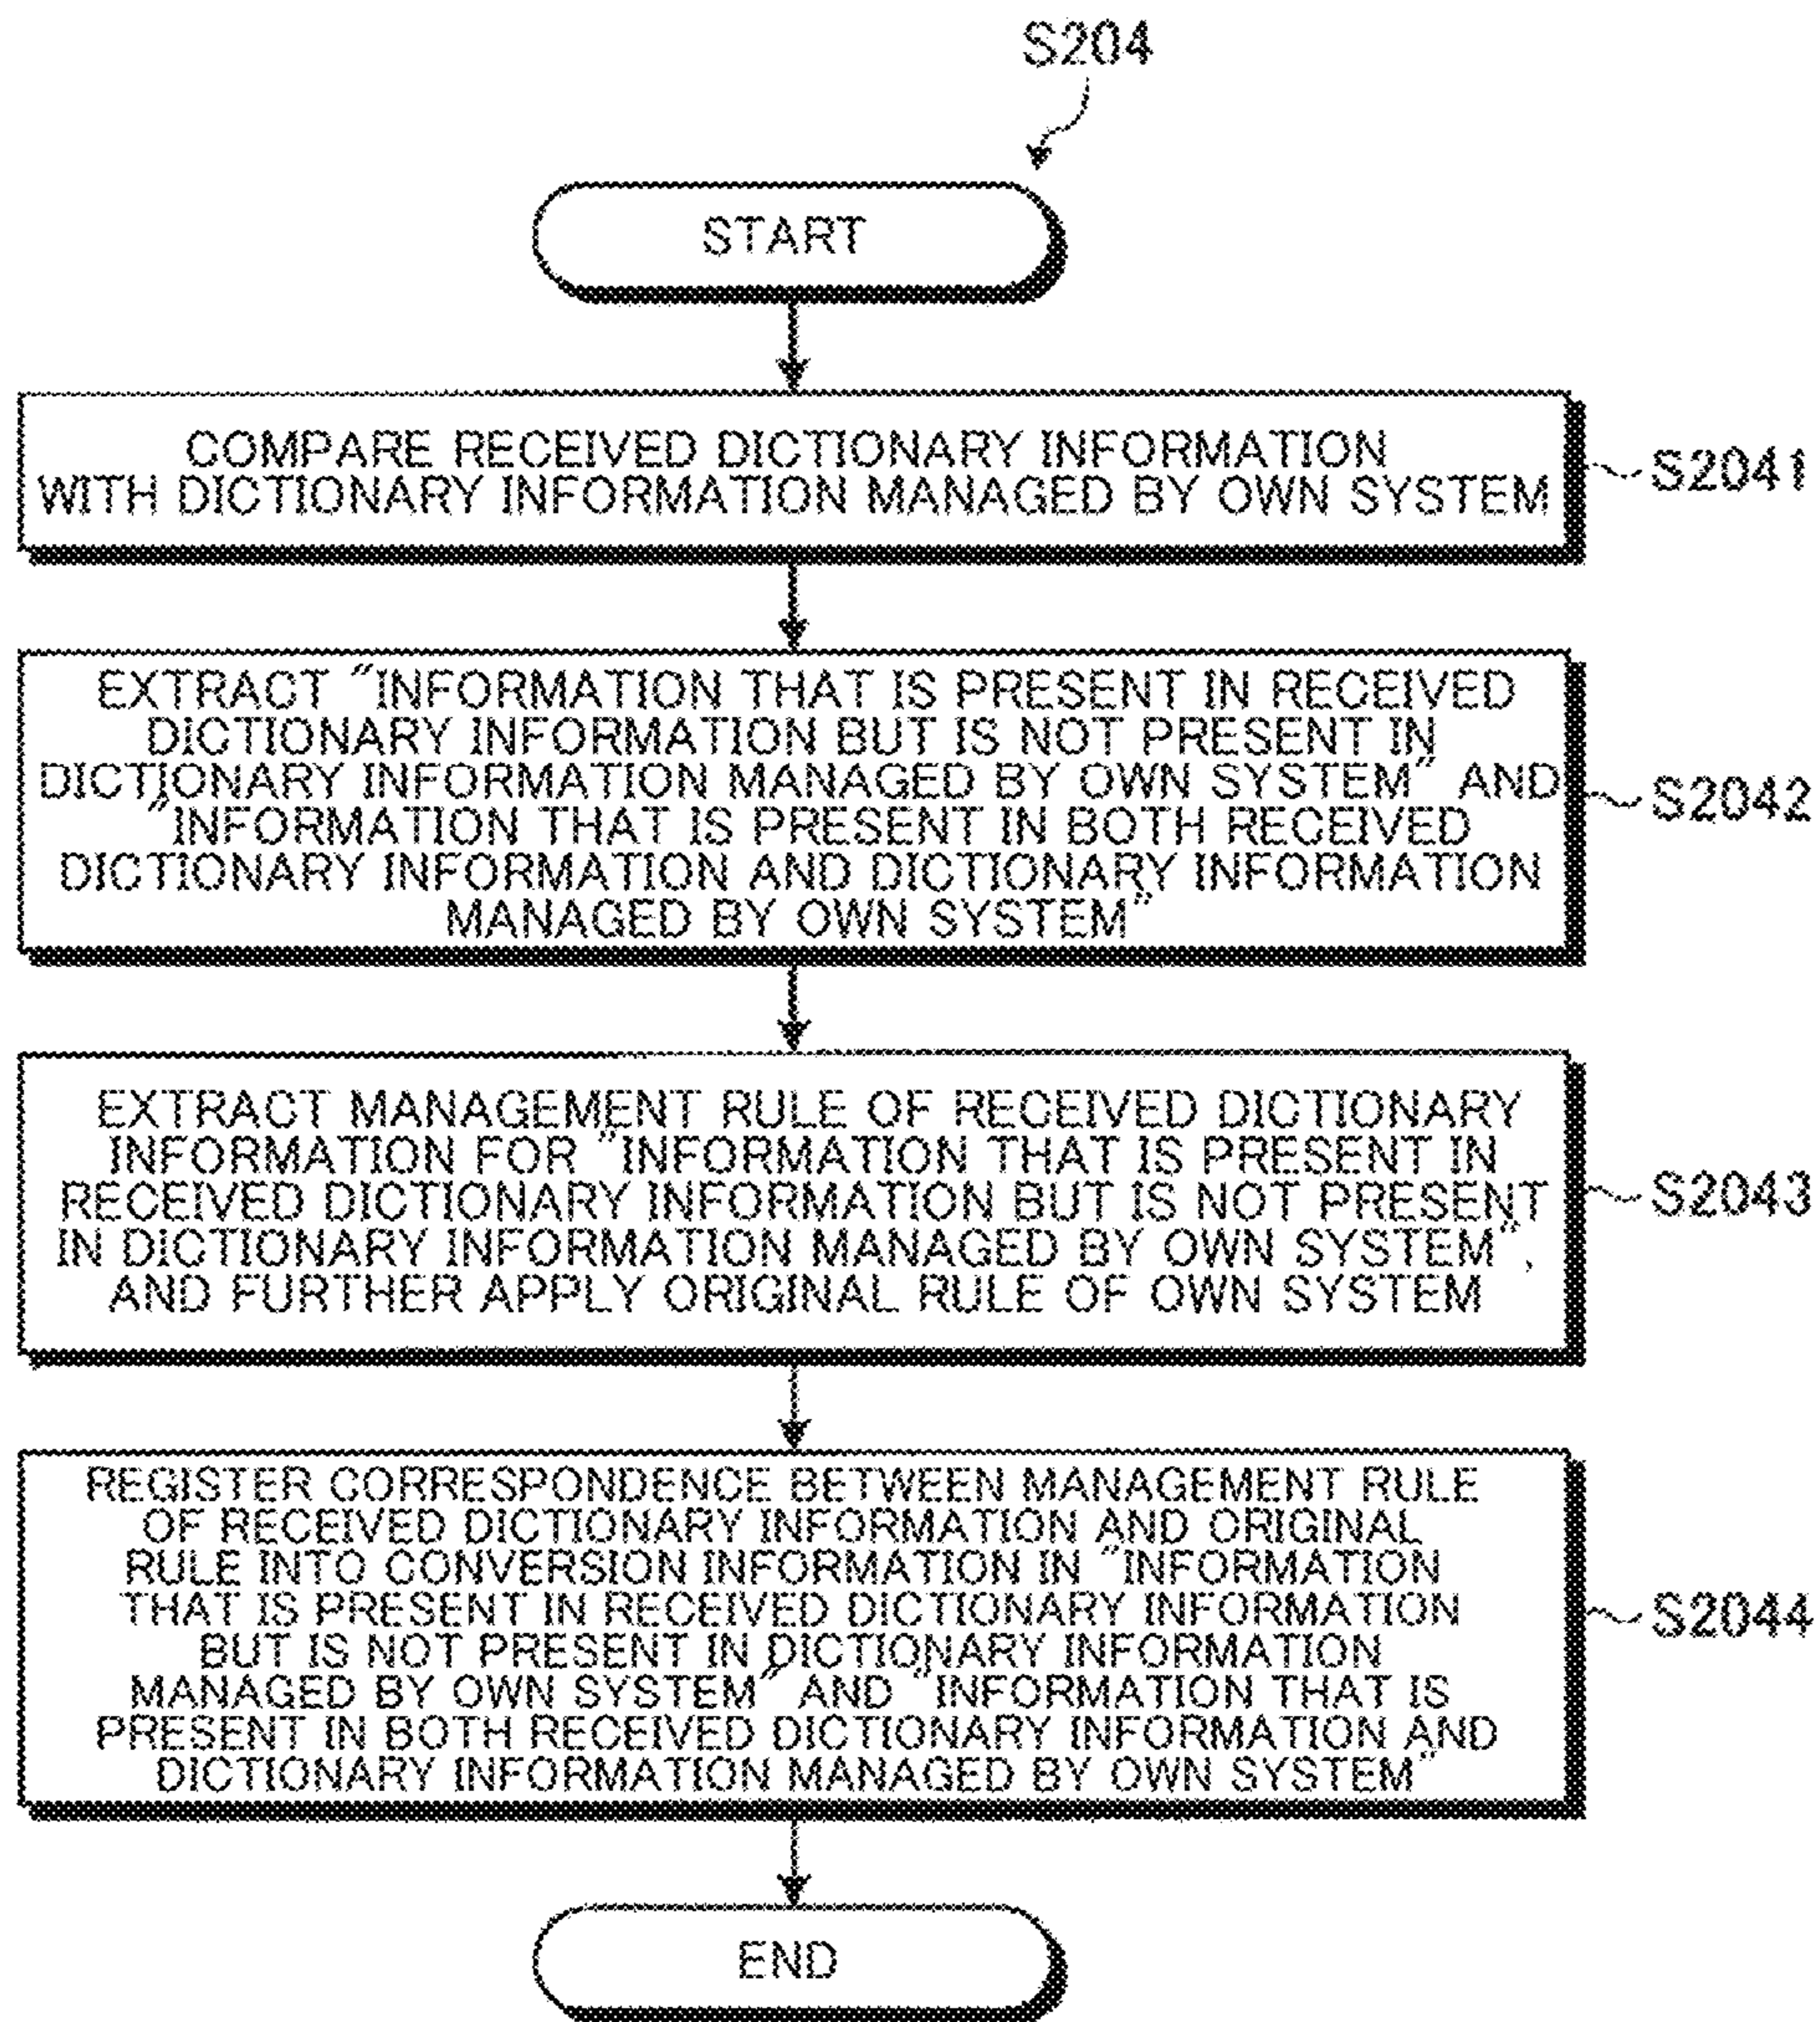 S204
START
COMPARE RECEIVED DICTIONARY INFORMATION
WITH DICTIONARY INFORMATION MANAGED BY OWN SYSTEM
S2041
EXTRACT "INFORMATION THAT IS PRESENT IN RECEIVED
DICTIONARY INFORMATION BUT IS NOT PRESENT IN
DICTIONARY INFORMATION MANAGED BY OWN SYSTEM" AND
"INFORMATION THAT IS PRESENT IN BOTH RECEIVED
DICTIONARY INFORMATION AND DICTIONARY INFORMATION
MANAGED BY OWN SYSTEM"
S2042
EXTRACT MANAGEMENT RULE OF RECEIVED DICTIONARY
INFORMATION FOR "INFORMATION THAT IS PRESENT IN
RECEIVED DICTIONARY INFORMATION BUT IS NOT PRESENT
IN DICTIONARY INFORMATION MANAGED BY OWN SYSTEM",
AND FURTHER APPLY ORIGINAL RULE OF OWN SYSTEM
S2043
REGISTER CORRESPONDENCE BETWEEN MANAGEMENT RULE
OF RECEIVED DICTIONARY INFORMATION AND ORIGINAL
RULE INTO CONVERSION INFORMATION IN "INFORMATION
THAT IS PRESENT IN RECEIVED DICTIONARY INFORMATION
BUT IS NOT PRESENT IN DICTIONARY INFORMATION
MANAGED BY OWN SYSTEM" AND "INFORMATION THAT IS
PRESENT IN BOTH RECEIVED DICTIONARY INFORMATION AND
DICTIONARY INFORMATION MANAGED BY OWN SYSTEM"
S2044
END